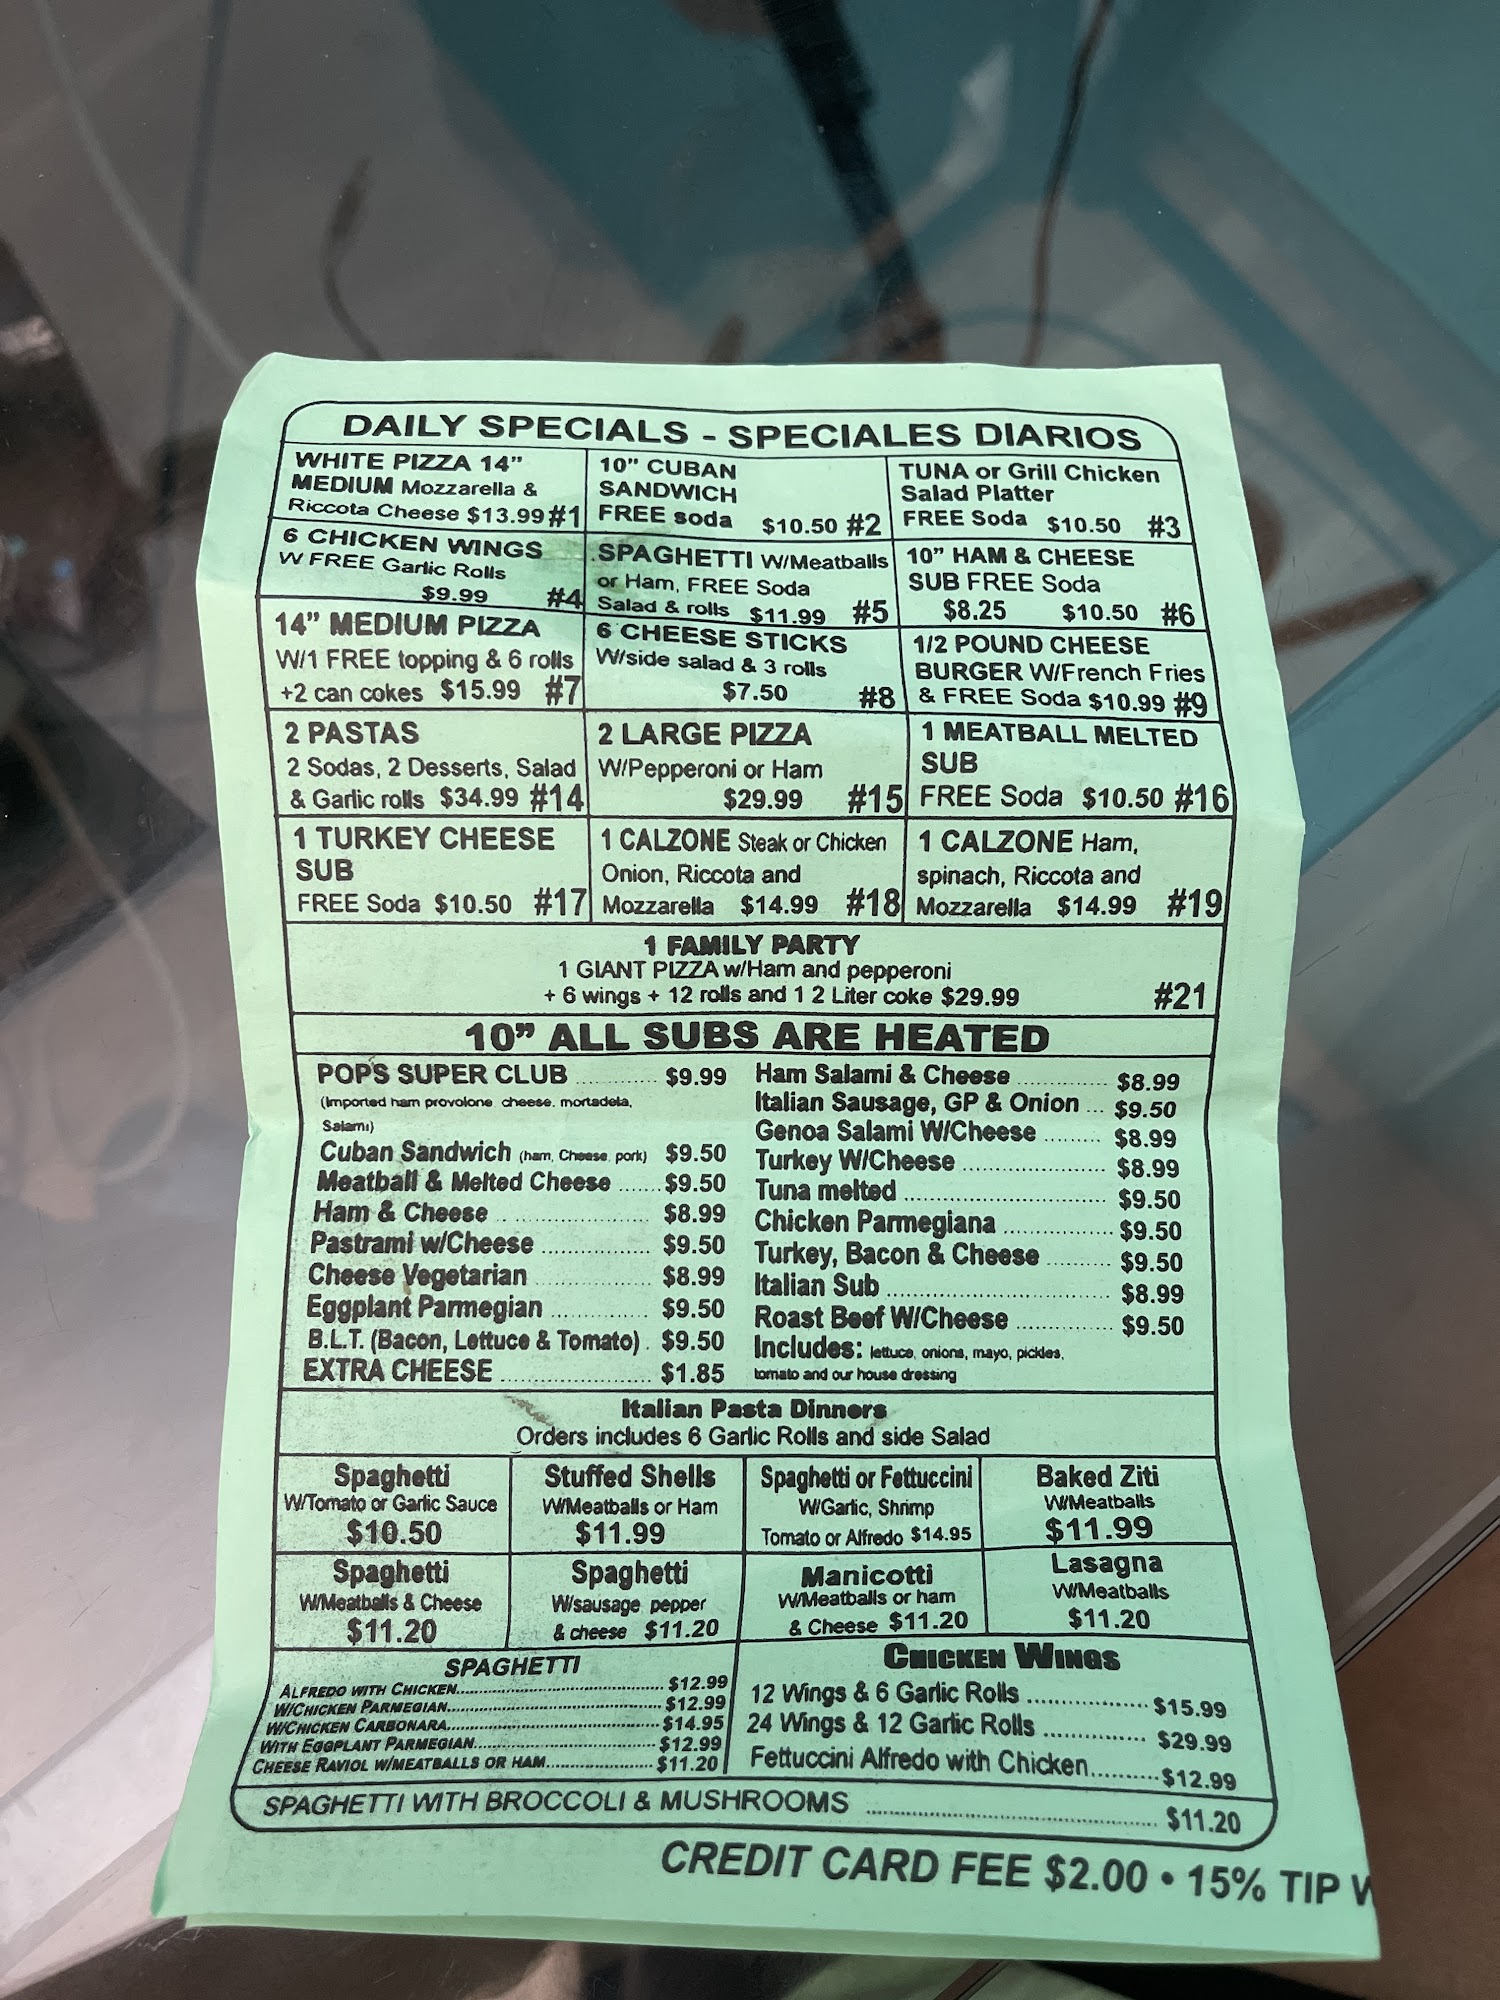 DAILY SPECIALS - SPECIALES DIARIOS
WHITE PIZZA 14"
MEDIUM Mozzarella &
Riccota Cheese $13.99 #1
10" CUBAN
SANDWICH
FREE soda $10.50 #2
TUNA or Grill Chicken
Salad Platter
FREE Soda $10.50 #3
6 CHICKEN WINGS
W FREE Garlic Rolls
$9.99 #4
SPAGHETTI W/Meatballs
or Ham, FREE Soda
Salad & rolls $11.99 #5
10" HAM & CHEESE
SUB FREE Soda
$8.25 $10.50 #6
14" MEDIUM PIZZA
W/1 FREE topping & 6 rolls
+2 can cokes $15.99 #7
6 CHEESE STICKS
W/side salad & 3 rolls
$7.50 #8
1/2 POUND CHEESE
BURGER W/French Fries
& FREE Soda $10.99 #9
2 PASTAS
2 Sodas, 2 Desserts, Salad
& Garlic rolls $34.99 #14
2 LARGE PIZZA
W/Pepperoni or Ham
$29.99 #15
1 MEATBALL MELTED
SUB
FREE Soda $10.50 #16
1 TURKEY CHEESE
SUB
FREE Soda $10.50 #17
1 CALZONE Steak or Chicken
Onion, Riccota and
Mozzarella $14.99 #18
1 CALZONE Ham,
spinach, Riccota and
Mozzarella $14.99 #19
1 FAMILY PARTY
1 GIANT PIZZA w/Ham and pepperoni
+ 6 wings + 12 rolls and 1 2 Liter coke $29.99 #21
10" ALL SUBS ARE HEATED
POP'S SUPER CLUB $9.99
(Imported ham provolone cheese. mortadela,
Salami)
Cuban Sandwich (ham, Cheese, pork) $9.50
Meatball & Melted Cheese $9.50
Ham & Cheese $8.99
Pastrami w/Cheese $9.50
Cheese Vegetarian $8.99
Eggplant Parmegian $9.50
B.L.T. (Bacon, Lettuce & Tomato) $9.50
EXTRA CHEESE $1.85
Ham Salami & Cheese $8.99
Italian Sausage, GP & Onion $9.50
Genoa Salami W/Cheese $8.99
Turkey W/Cheese $8.99
Tuna melted $9.50
Chicken Parmegiana $9.50
Turkey, Bacon & Cheese $9.50
Italian Sub $8.99
Roast Beef W/Cheese $9.50
Includes: lettuce, onions, mayo, pickles,
tomato and our house dressing
Italian Pasta Dinners
Orders includes 6 Garlic Rolls and side Salad
Spaghetti
W/Tomato or Garlic Sauce
$10.50
Stuffed Shells
W/Meatballs or Ham
$11.99
Spaghetti or Fettuccini
W/Garlic, Shrimp
Tomato or Alfredo $14.95
Baked Ziti
W/Meatballs
$11.99
Spaghetti
W/Meatballs & Cheese
$11.20
Spaghetti
W/sausage pepper
& cheese $11.20
Manicotti
W/Meatballs or ham
& Cheese $11.20
Lasagna
W/Meatballs
$11.20
SPAGHETTI
ALFREDO WITH CHICKEN $12.99
W/CHICKEN PARMEGIAN $12.99
W/CHICKEN CARBONARA $14.95
WITH EGGPLANT PARMEGIAN $12.99
CHEESE RAVIOL W/MEATBALLS OR HAM $11.20
CHICKEN WINGS
12 Wings & 6 Garlic Rolls $15.99
24 Wings & 12 Garlic Rolls $29.99
Fettuccini Alfredo with Chicken $12.99
SPAGHETTI WITH BROCCOLI & MUSHROOMS $11.20
CREDIT CARD FEE $2.00 • 15% TIP